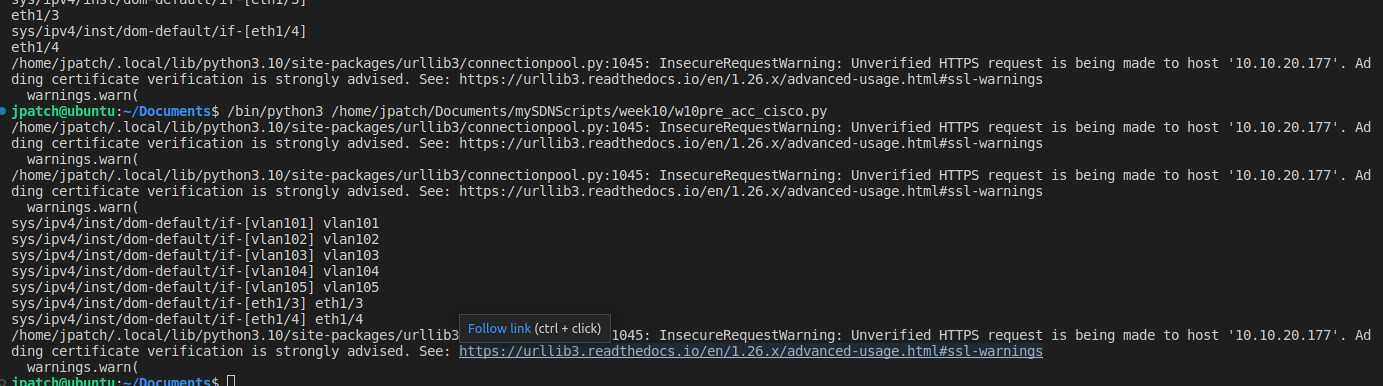 sys/ipv4/inst/dom-default/if-[eth1/3]
eth1/3
sys/ipv4/inst/dom-default/if-[eth1/4]
eth1/4
/home/jpatch/.local/lib/python3.10/site-packages/urllib3/connectionpool.py:1045: InsecureRequestWarning: Unverified HTTPS request is being made to host '10.10.20.177'. Ad
ding certificate verification is strongly advised. See: https://urllib3.readthedocs.io/en/1.26.x/advanced-usage.html#ssl-warnings
  warnings.warn(
jpatch@ubuntu:~/Documents$ /bin/python3 /home/jpatch/Documents/mySDNScripts/week10/w10pre_acc_cisco.py
/home/jpatch/.local/lib/python3.10/site-packages/urllib3/connectionpool.py:1045: InsecureRequestWarning: Unverified HTTPS request is being made to host '10.10.20.177'. Ad
ding certificate verification is strongly advised. See: https://urllib3.readthedocs.io/en/1.26.x/advanced-usage.html#ssl-warnings
  warnings.warn(
/home/jpatch/.local/lib/python3.10/site-packages/urllib3/connectionpool.py:1045: InsecureRequestWarning: Unverified HTTPS request is being made to host '10.10.20.177'. Ad
ding certificate verification is strongly advised. See: https://urllib3.readthedocs.io/en/1.26.x/advanced-usage.html#ssl-warnings
  warnings.warn(
sys/ipv4/inst/dom-default/if-[vlan101] vlan101
sys/ipv4/inst/dom-default/if-[vlan102] vlan102
sys/ipv4/inst/dom-default/if-[vlan103] vlan103
sys/ipv4/inst/dom-default/if-[vlan104] vlan104
sys/ipv4/inst/dom-default/if-[vlan105] vlan105
sys/ipv4/inst/dom-default/if-[eth1/3] eth1/3
sys/ipv4/inst/dom-default/if-[eth1/4] eth1/4
Follow link (ctrl + click)
/home/jpatch/.local/lib/python3.10/site-packages/urllib3 1045: InsecureRequestWarning: Unverified HTTPS request is being made to host '10.10.20.177'. Ad
ding certificate verification is strongly advised. See: https://urllib3.readthedocs.io/en/1.26.x/advanced-usage.html#ssl-warnings
  warnings.warn(
jpatch@ubuntu:~/Documents$